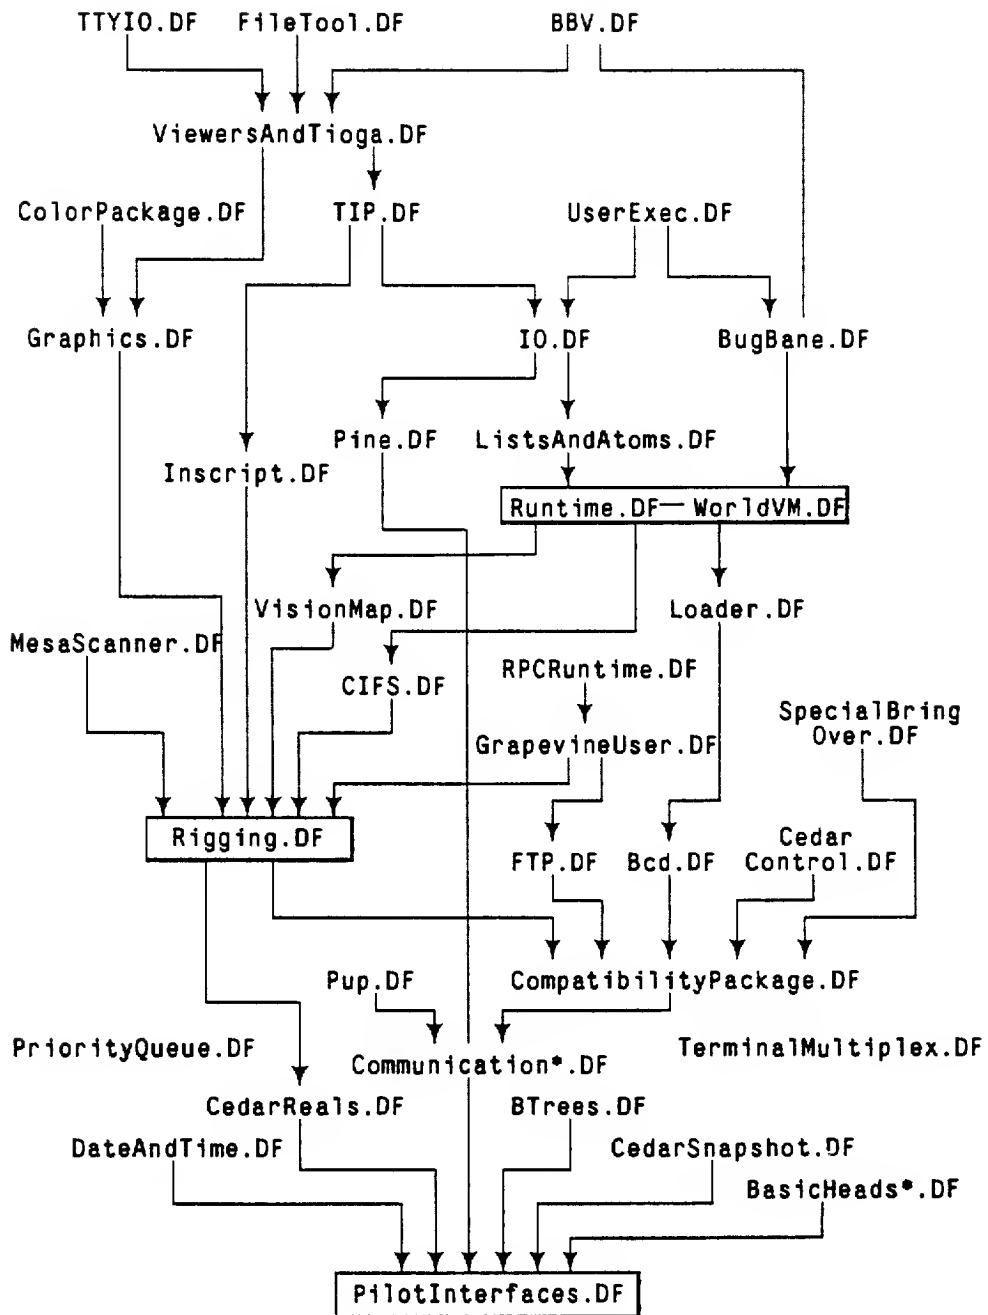 TTYIO.DF FileTool.DF BBV.DF
ViewersAndTioga.DF
ColorPackage.DF TIP.DF UserExec.DF
Graphics.DF IO.DF BugBane.DF
Pine.DF ListsAndAtoms.DF
Inscript.DF
Runtime.DF — WorldVM.DF
VisionMap.DF Loader.DF
MesaScanner.DF
CIFS.DF RPCRuntime.DF
SpecialBring
Over.DF
GrapevineUser.DF
Rigging.DF
Cedar
Control.DF
FTP.DF Bcd.DF
Pup.DF CompatibilityPackage.DF
PriorityQueue.DF Communication*.DF TerminalMultiplex.DF
CedarReals.DF BTrees.DF
DateAndTime.DF CedarSnapshot.DF
BasicHeads*.DF
PilotInterfaces.DF